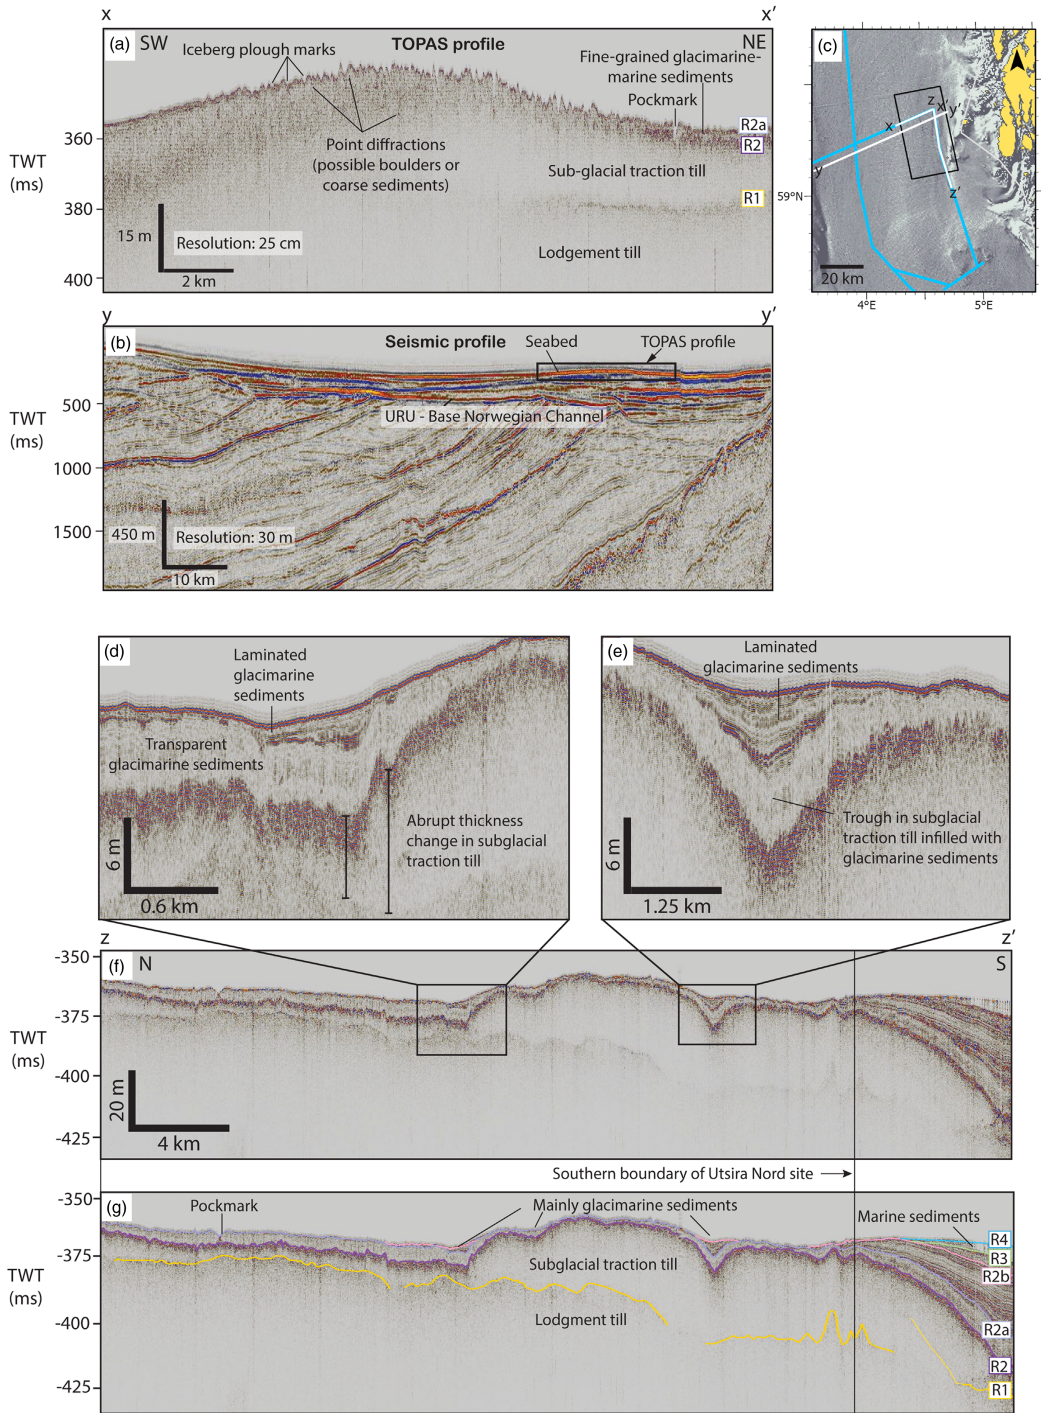 x
x′
(a)
SW
Iceberg plough marks
TOPAS profile
NE
Fine-grained glacimarine-
marine sediments
Pockmark
R2a
R2
Point diffractions
(possible boulders or
coarse sediments)
Sub-glacial traction till
R1
Lodgement till
TWT
(ms)
360
380
400
15 m
Resolution: 25 cm
2 km
(c)
z
x′
y′
x
y
z′
59°N
20 km
4°E
5°E
y
y′
(b)
Seismic profile
Seabed
TOPAS profile
URU - Base Norwegian Channel
TWT
(ms)
500
1000
1500
450 m
Resolution: 30 m
10 km
(d)
Laminated
glacimarine
sediments
Transparent
glacimarine sediments
Abrupt thickness
change in subglacial
traction till
6 m
0.6 km
(e)
Laminated
glacimarine sediments
Trough in subglacial
traction till infilled with
glacimarine sediments
6 m
1.25 km
z
z′
(f)
N
S
-350
-375
-400
-425
TWT
(ms)
20 m
4 km
Southern boundary of Utsira Nord site
(g)
-350
-375
-400
-425
TWT
(ms)
Pockmark
Mainly glacimarine sediments
Marine sediments
Subglacial traction till
Lodgment till
R4
R3
R2b
R2a
R2
R1